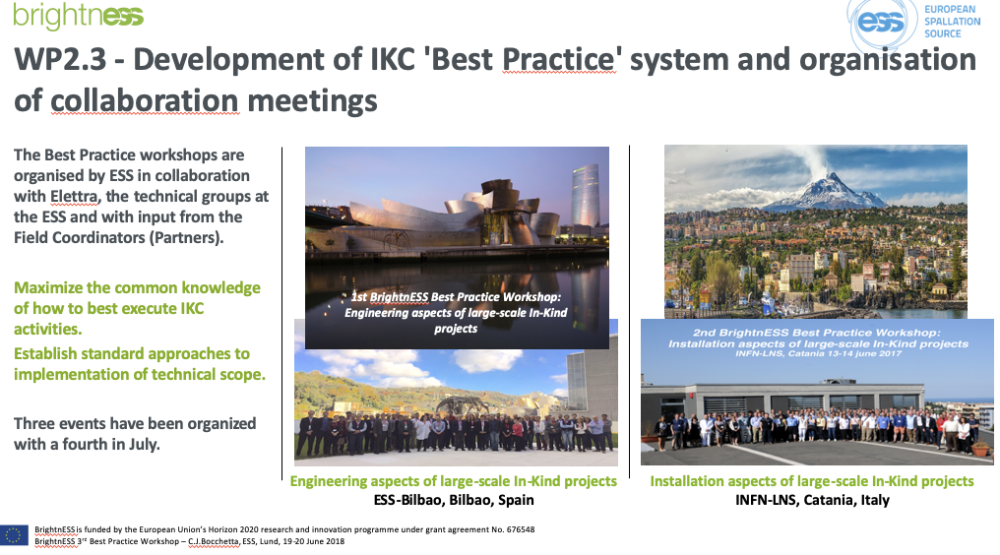 brightness
ess
EUROPEAN
SPALLATION
SOURCE
WP2.3 - Development of IKC 'Best Practice' system and organisation
of collaboration meetings
The Best Practice workshops are
organised by ESS in collaboration
with Elettra, the technical groups at
the ESS and with input from the
Field Coordinators (Partners).
Maximize the common knowledge
of how to best execute IKC
activities.
Establish standard approaches to
implementation of technical scope.
Three events have been organized
with a fourth in July.
1st BrightnESS Best Practice Workshop:
Engineering aspects of large-scale In-Kind
projects
Engineering aspects of large-scale In-Kind projects
ESS-Bilbao, Bilbao, Spain
2nd BrightnESS Best Practice Workshop:
Installation aspects of large-scale In-Kind projects
INFN-LNS, Catania 13-14 june 2017
Installation aspects of large-scale In-Kind projects
INFN-LNS, Catania, Italy
BrightnESS is funded by the European Union's Horizon 2020 research and innovation programme under grant agreement No. 676548
BrightnESS 3rd Best Practice Workshop – C.J.Bocchetta, ESS, Lund, 19-20 June 2018